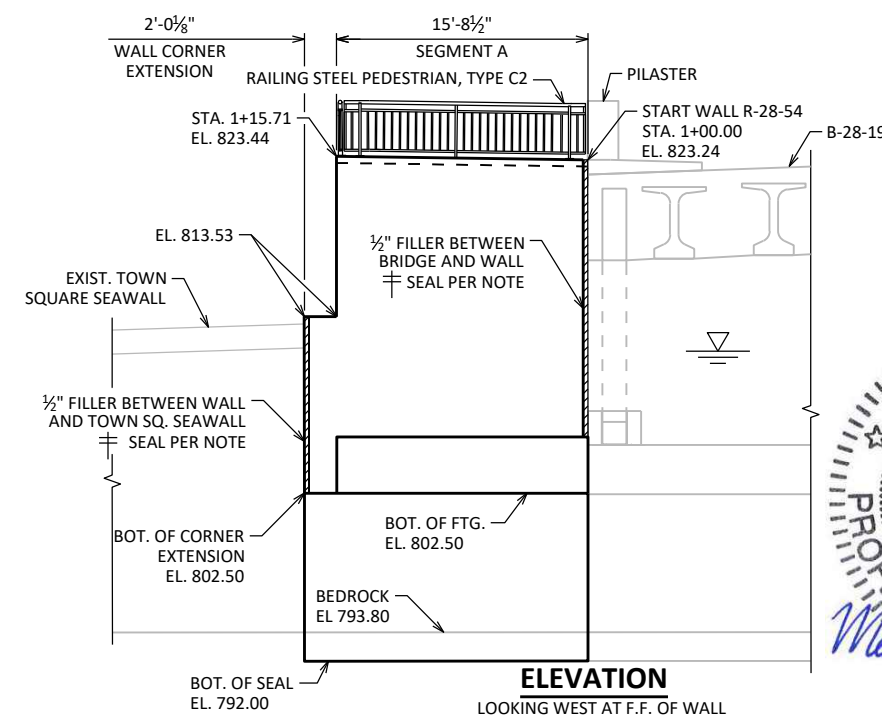 2'-0⅛"
WALL CORNER
EXTENSION
15'-8½"
SEGMENT A
RAILING STEEL PEDESTRIAN, TYPE C2
PILASTER
STA. 1+15.71
EL. 823.44
START WALL R-28-54
STA. 1+00.00
EL. 823.24
B-28-19
EL. 813.53
½" FILLER BETWEEN
BRIDGE AND WALL
SEAL PER NOTE
EXIST. TOWN
SQUARE SEAWALL
½" FILLER BETWEEN WALL
AND TOWN SQ. SEAWALL
SEAL PER NOTE
BOT. OF CORNER
EXTENSION
EL. 802.50
BOT. OF FTG.
EL. 802.50
BEDROCK
EL 793.80
BOT. OF SEAL
EL. 792.00
ELEVATION
LOOKING WEST AT F.F. OF WALL
PROF